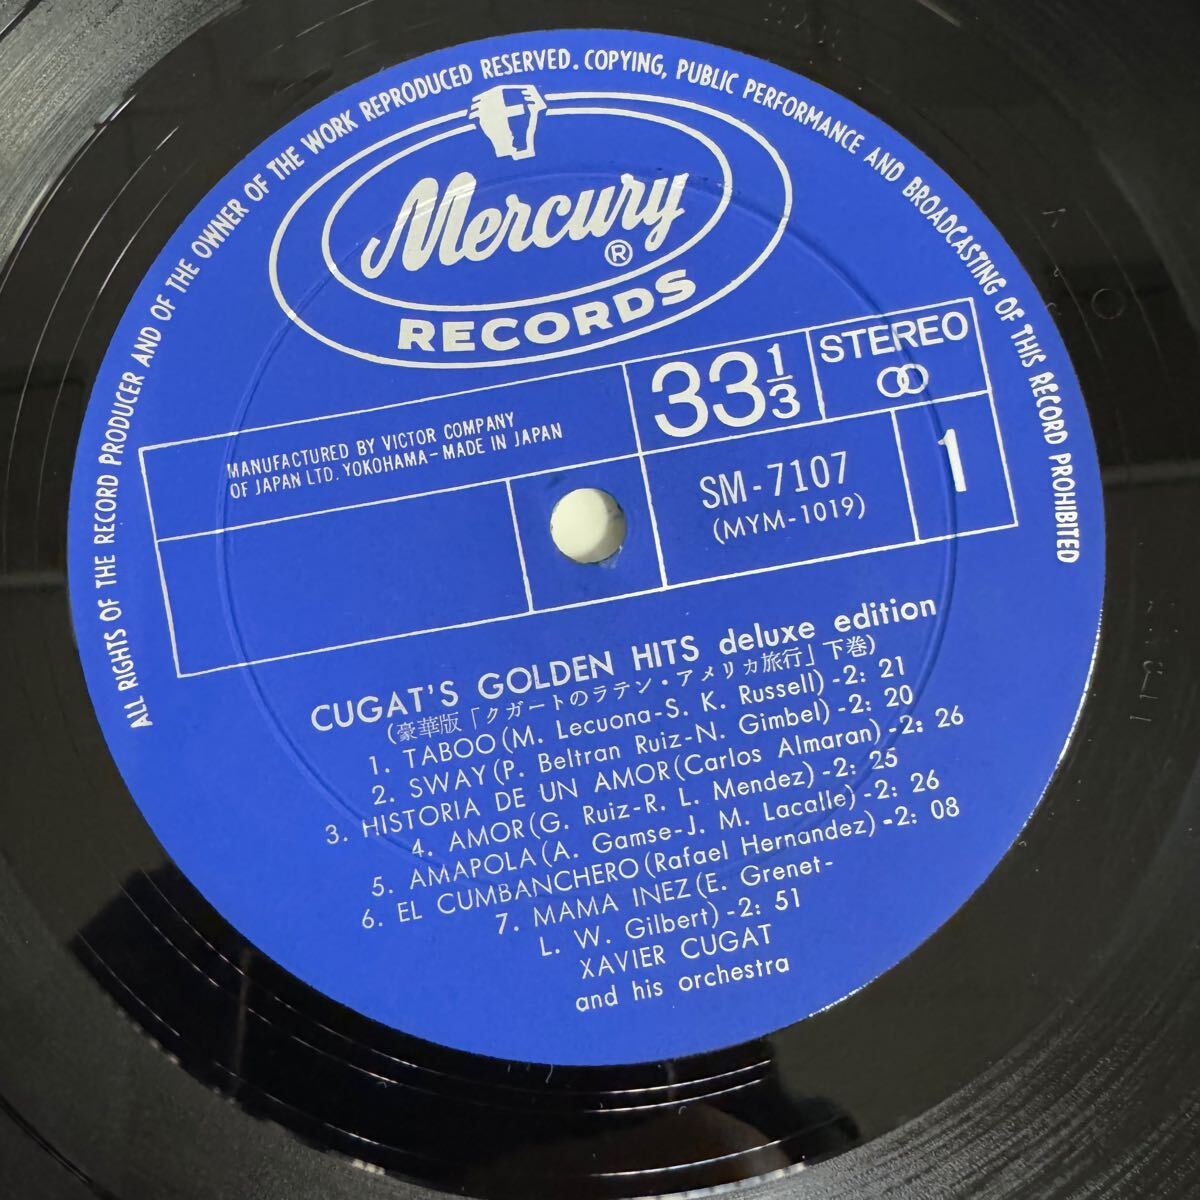 ALL RIGHTS OF THE RECORD PRODUCER AND OF THE OWNER OF THE WORK REPRODUCED RESERVED. COPYING, PUBLIC PERFORMANCE AND BROADCASTING OF THIS RECORD PROHIBITED
Mercury ®
RECORDS
MANUFACTURED BY VICTOR COMPANY
OF JAPAN LTD. YOKOHAMA-MADE IN JAPAN
33 1/3
STEREO
SM-7107
(MYM-1019)
1
CUGAT'S GOLDEN HITS deluxe edition
(豪華版「クガートのラテン・アメリカ旅行」下巻)
1. TABOO(M. Lecuona-S. K. Russell)-2: 21
2. SWAY(P. Beltran Ruiz-N. Gimbel)-2: 20
3. HISTORIA DE UN AMOR(Carlos Almaran)-2: 26
4. AMOR(G. Ruiz-R. L. Mendez)-2: 25
5. AMAPOLA(A. Gamse-J. M. Lacalle)-2: 26
6. EL CUMBANCHERO(Rafael Hernandez)-2: 08
7. MAMA INEZ(E. Grenet-
L. W. Gilbert)-2: 51
XAVIER CUGAT
and his orchestra